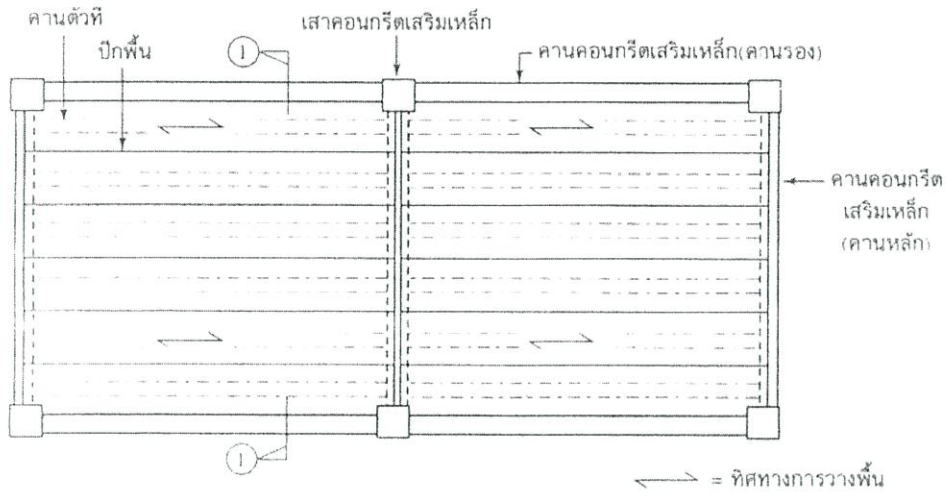 คานตัวที
เสาคอนกรีตเสริมเหล็ก
ปีกพื้น
1
คานคอนกรีตเสริมเหล็ก(คานรอง)
คานคอนกรีต
เสริมเหล็ก
(คานหลัก)
1
= ทิศทางการวางพื้น